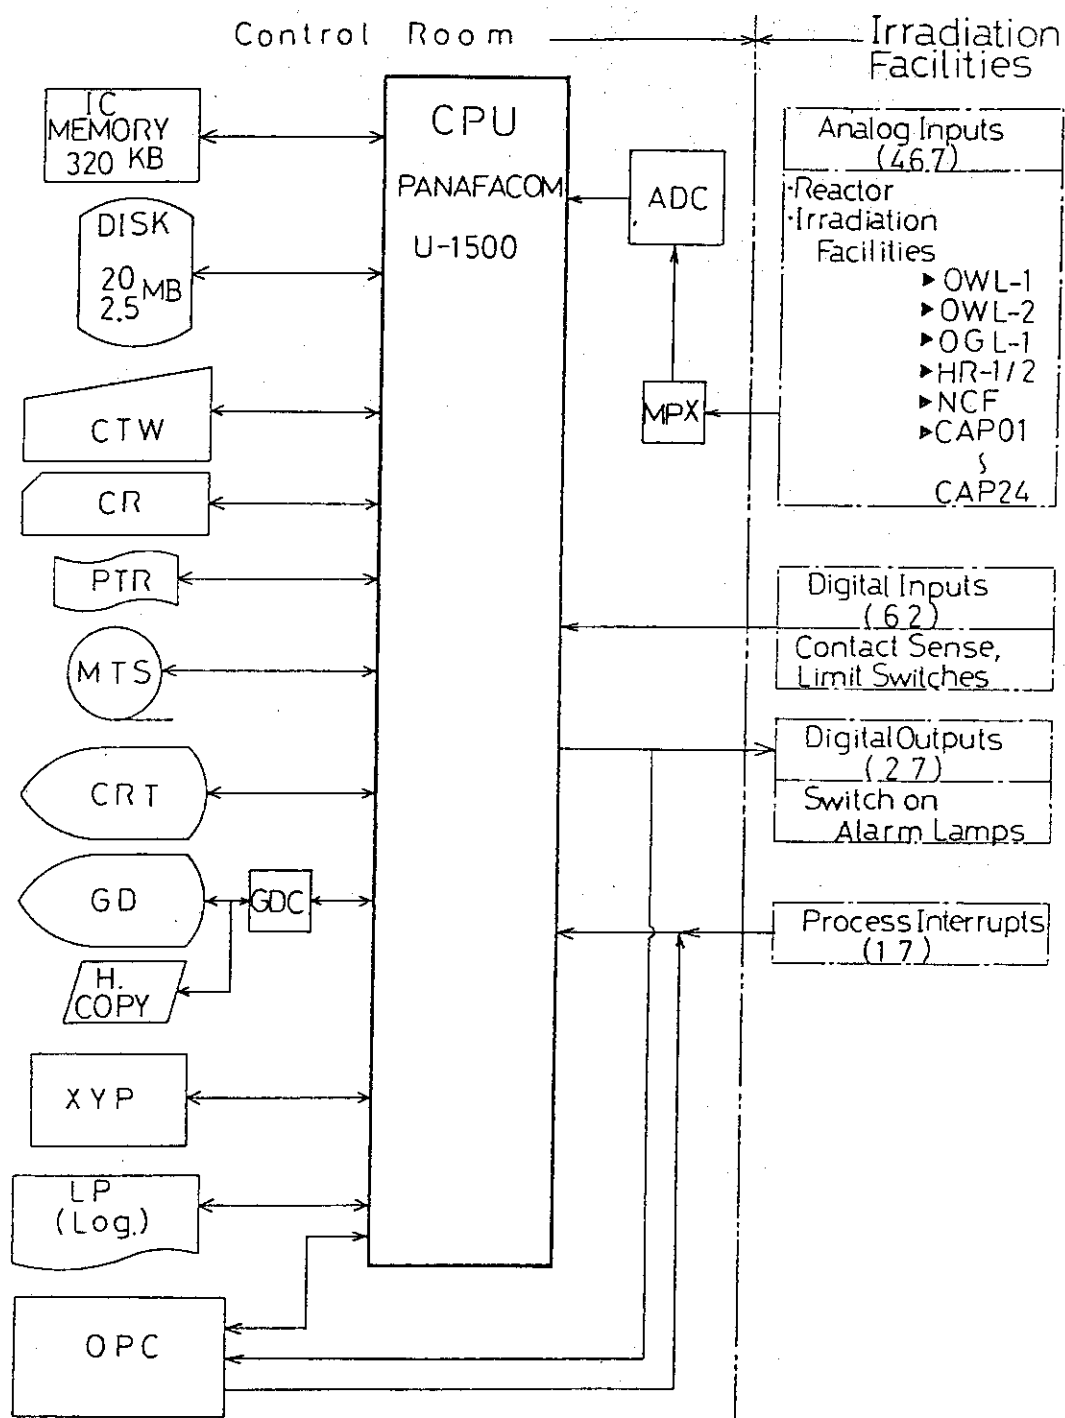 Control Room
Irradiation
Facilities
IC
MEMORY
320 KB
DISK
20
2.5 MB
CTW
CR
PTR
MTS
CRT
GD
GDC
H.
COPY
XYP
LP
(Log.)
OPC
CPU
PANAFACOM
U-1500
ADC
MPX
Analog Inputs
(467)
·Reactor
·Irradiation
Facilities
▶OWL-1
▶OWL-2
▶OGL-1
▶HR-1/2
▶NCF
▶CAP01
∫
CAP24
Digital Inputs
(62)
Contact Sense,
Limit Switches
Digital Outputs
(27)
Switch on
Alarm Lamps
Process Interrupts
(17)